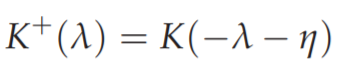 K⁺(λ) = K(−λ − η)